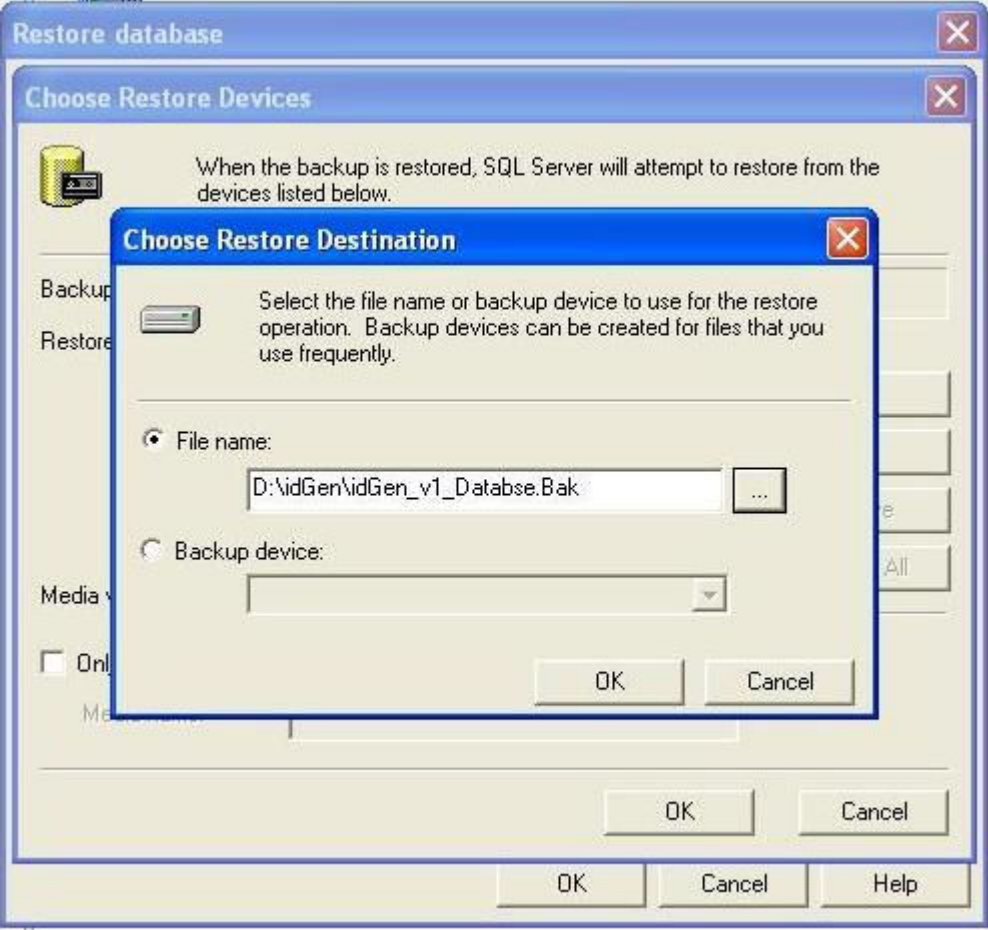 Restore database
Choose Restore Devices
When the backup is restored, SQL Server will attempt to restore from the
devices listed below.
Choose Restore Destination
Backup
Select the file name or backup device to use for the restore
operation. Backup devices can be created for files that you
use frequently.
Restore
File name:
D:\idGen\idGen_v1_Databse.Bak
...
Backup device:
All
Media
OK
Cancel
OK
Cancel
OK
Cancel
Help